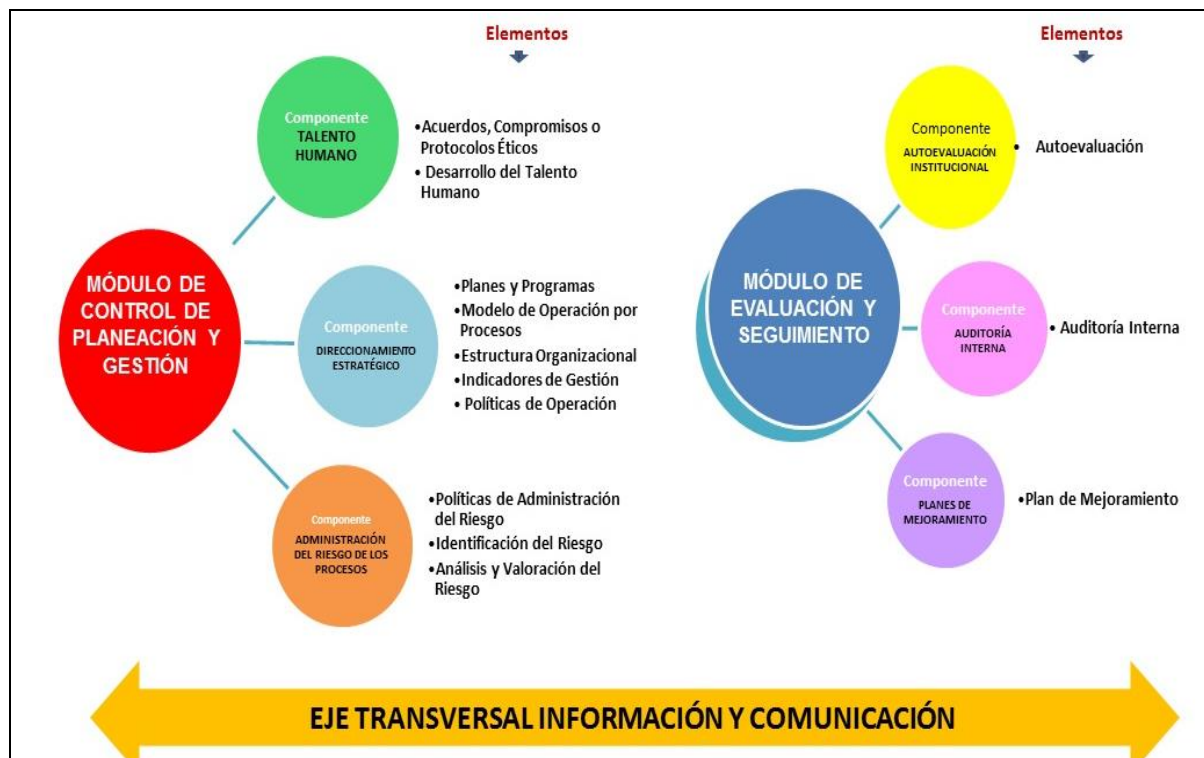 Elementos
Componente
TALENTO
HUMANO
•Acuerdos, Compromisos o
Protocolos Éticos
• Desarrollo del Talento
Humano
MÓDULO DE
CONTROL DE
PLANEACIÓN Y
GESTIÓN
Componente
DIRECCIONAMIENTO
ESTRATÉGICO
•Planes y Programas
•Modelo de Operación por
Procesos
•Estructura Organizacional
•Indicadores de Gestión
• Políticas de Operación
Componente
ADMINISTRACIÓN
DEL RIESGO DE LOS
PROCESOS
•Políticas de Administración
del Riesgo
•Identificación del Riesgo
•Análisis y Valoración del
Riesgo
Elementos
Componente
AUTOEVALUACIÓN
INSTITUCIONAL
• Autoevaluación
MÓDULO DE
EVALUACIÓN Y
SEGUIMIENTO
Componente
AUDITORÍA
INTERNA
• Auditoría Interna
Componente
PLANES DE
MEJORAMIENTO
•Plan de Mejoramiento
EJE TRANSVERSAL INFORMACIÓN Y COMUNICACIÓN